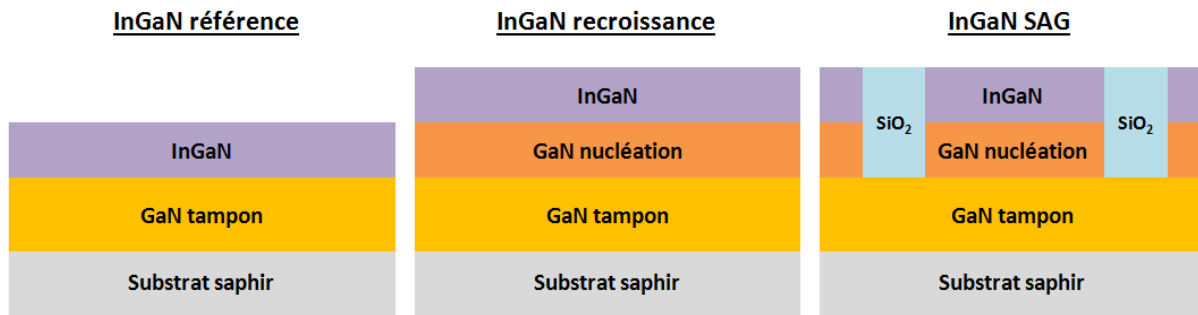 InGaN référence
InGaN
GaN tampon
Substrat saphir
InGaN recroissance
InGaN
GaN nucléation
GaN tampon
Substrat saphir
InGaN SAG
SiO₂
InGaN
SiO₂
GaN nucléation
GaN tampon
Substrat saphir